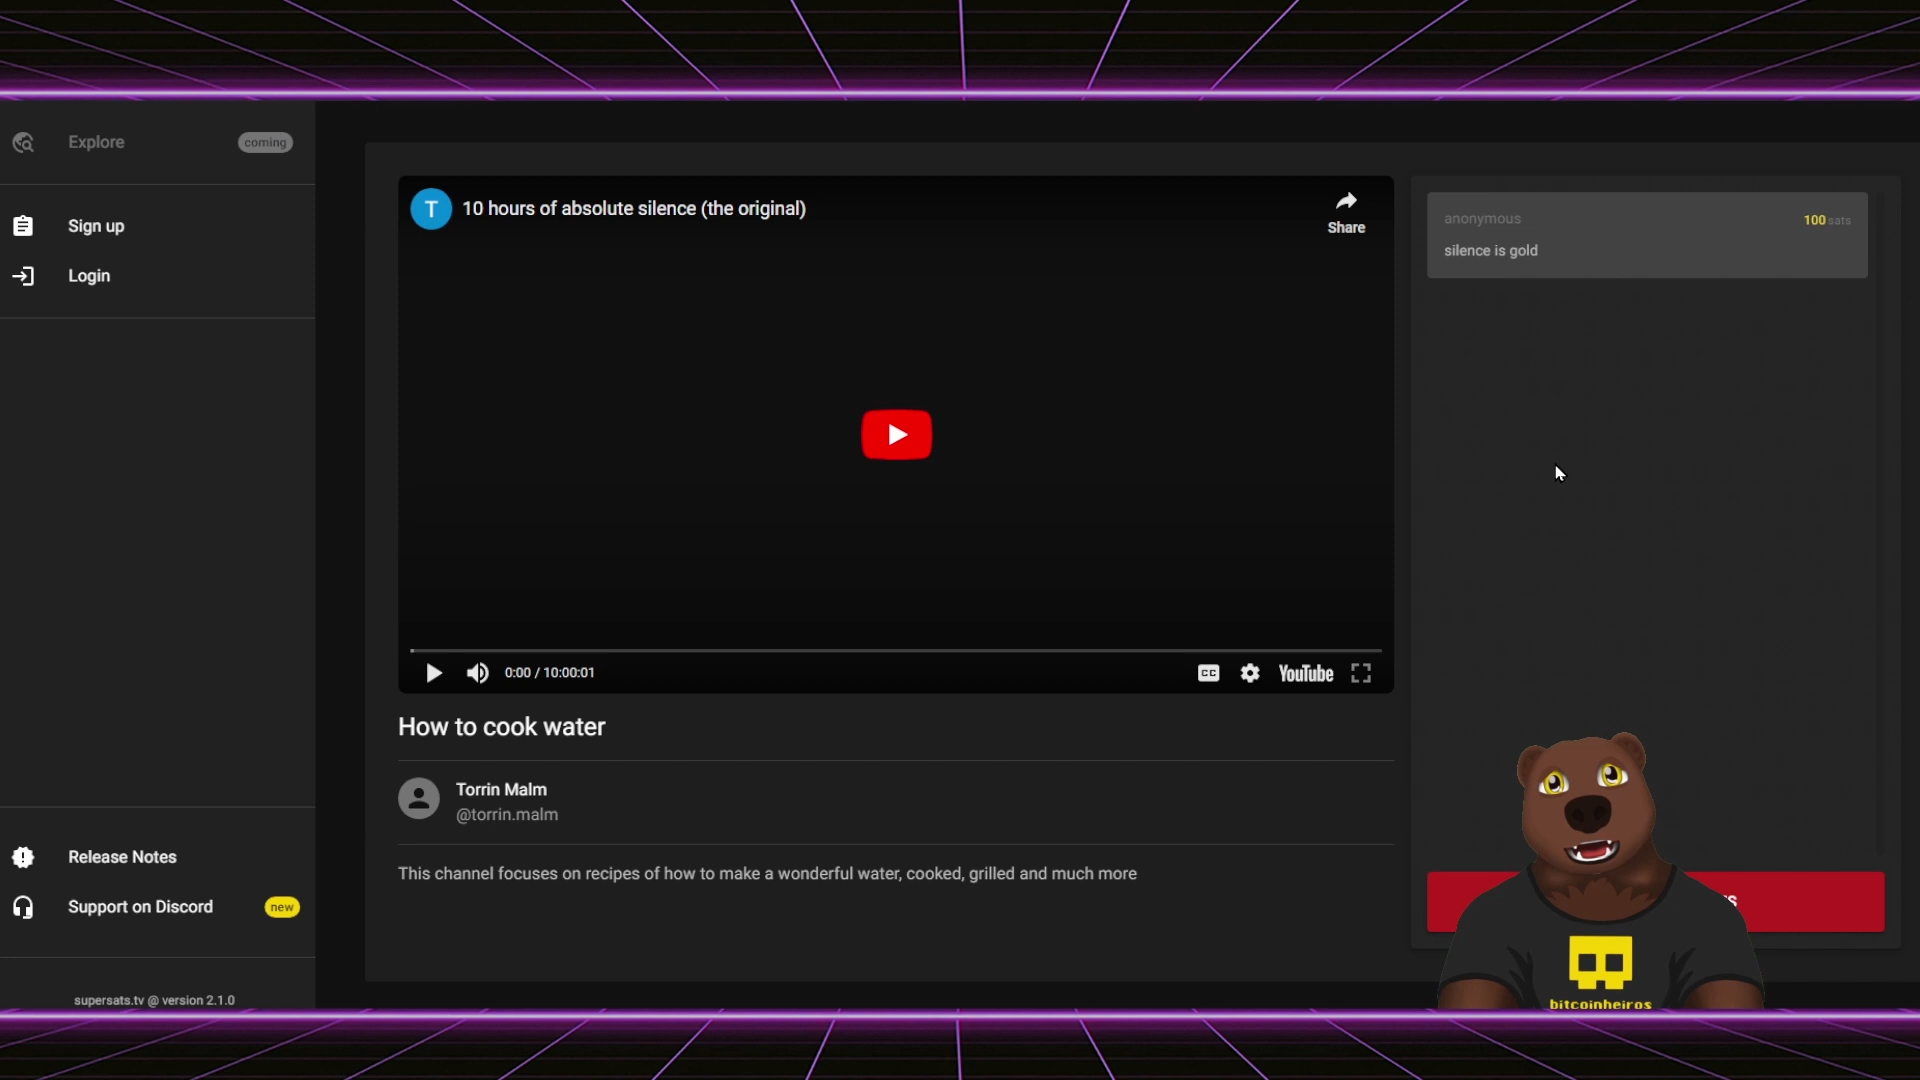 Explore
coming
Sign up
Login
T
10 hours of absolute silence (the original)
Share
0:00 / 10:00:01
CC
YouTube
anonymous
100 sats
silence is gold
How to cook water
Torrin Malm
@torrin.malm
This channel focuses on recipes of how to make a wonderful water, cooked, grilled and much more
Release Notes
Support on Discord
new
supersats.tv @ version 2.1.0
bitcoinheiros